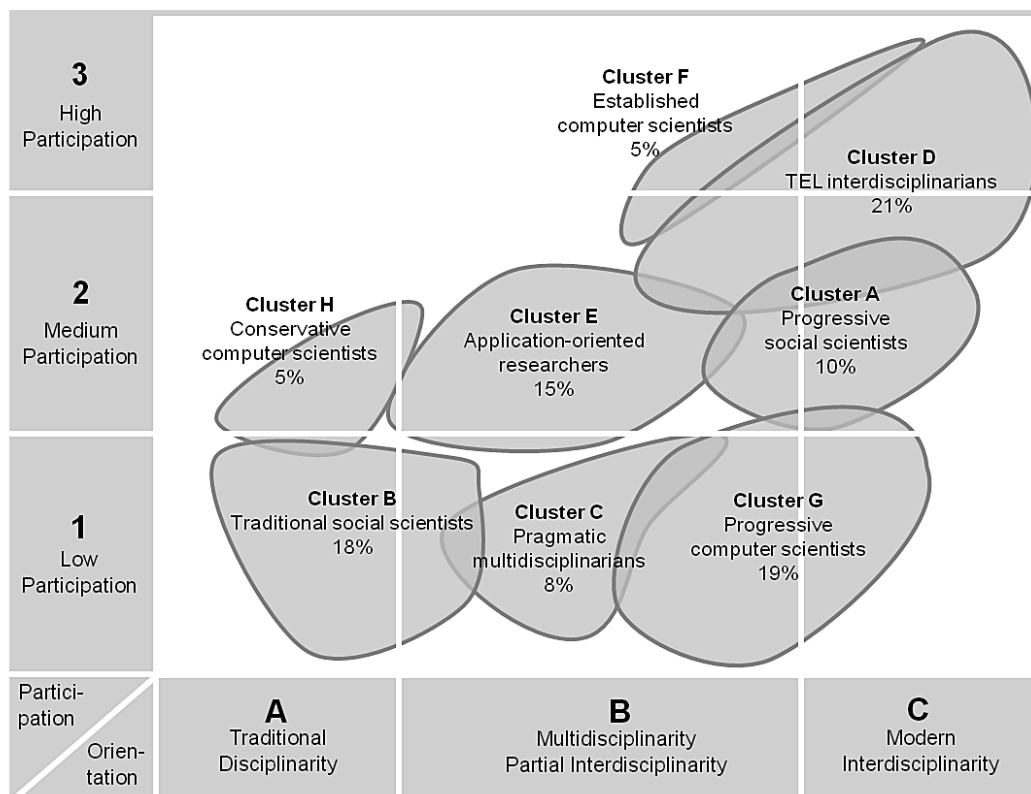 3
High
Participation
Cluster F
Established
computer scientists
5%
Cluster D
TEL interdisciplinarians
21%
2
Medium
Participation
Cluster H
Conservative
computer scientists
5%
Cluster E
Application-oriented
researchers
15%
Cluster A
Progressive
social scientists
10%
1
Low
Participation
Cluster B
Traditional social scientists
18%
Cluster C
Pragmatic
multidisciplinarians
8%
Cluster G
Progressive
computer scientists
19%
Partici-
pation
Orien-
tation
A
Traditional
Disciplinarity
B
Multidisciplinarity
Partial Interdisciplinarity
C
Modern
Interdisciplinarity